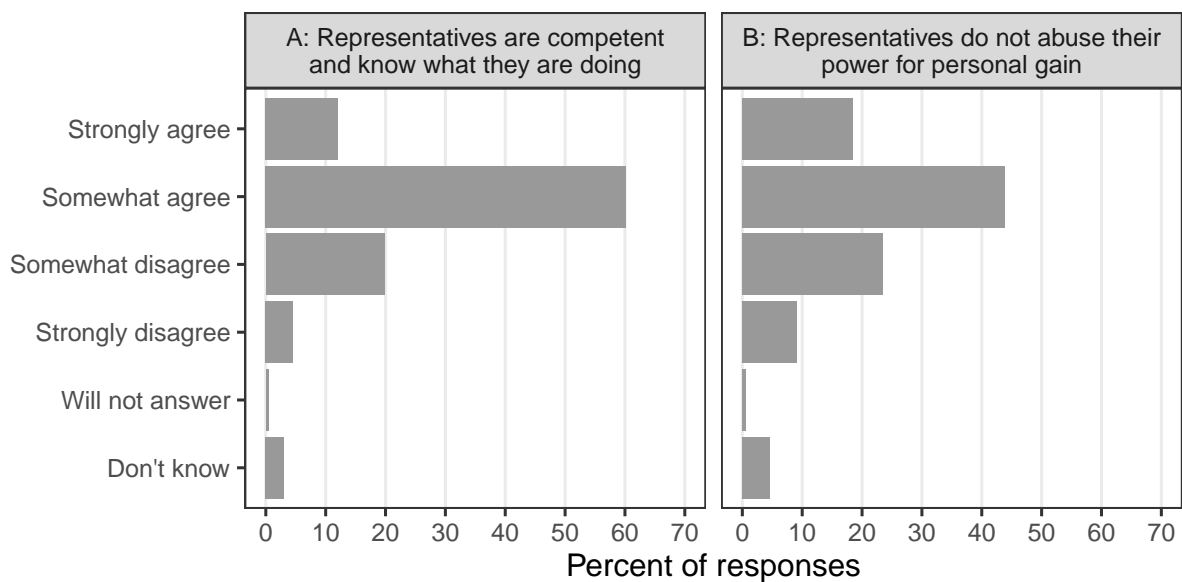 A: Representatives are competent
and know what they are doing
B: Representatives do not abuse their
power for personal gain
Strongly agree
Somewhat agree
Somewhat disagree
Strongly disagree
Will not answer
Don't know
0 10 20 30 40 50 60 70
0 10 20 30 40 50 60 70
Percent of responses